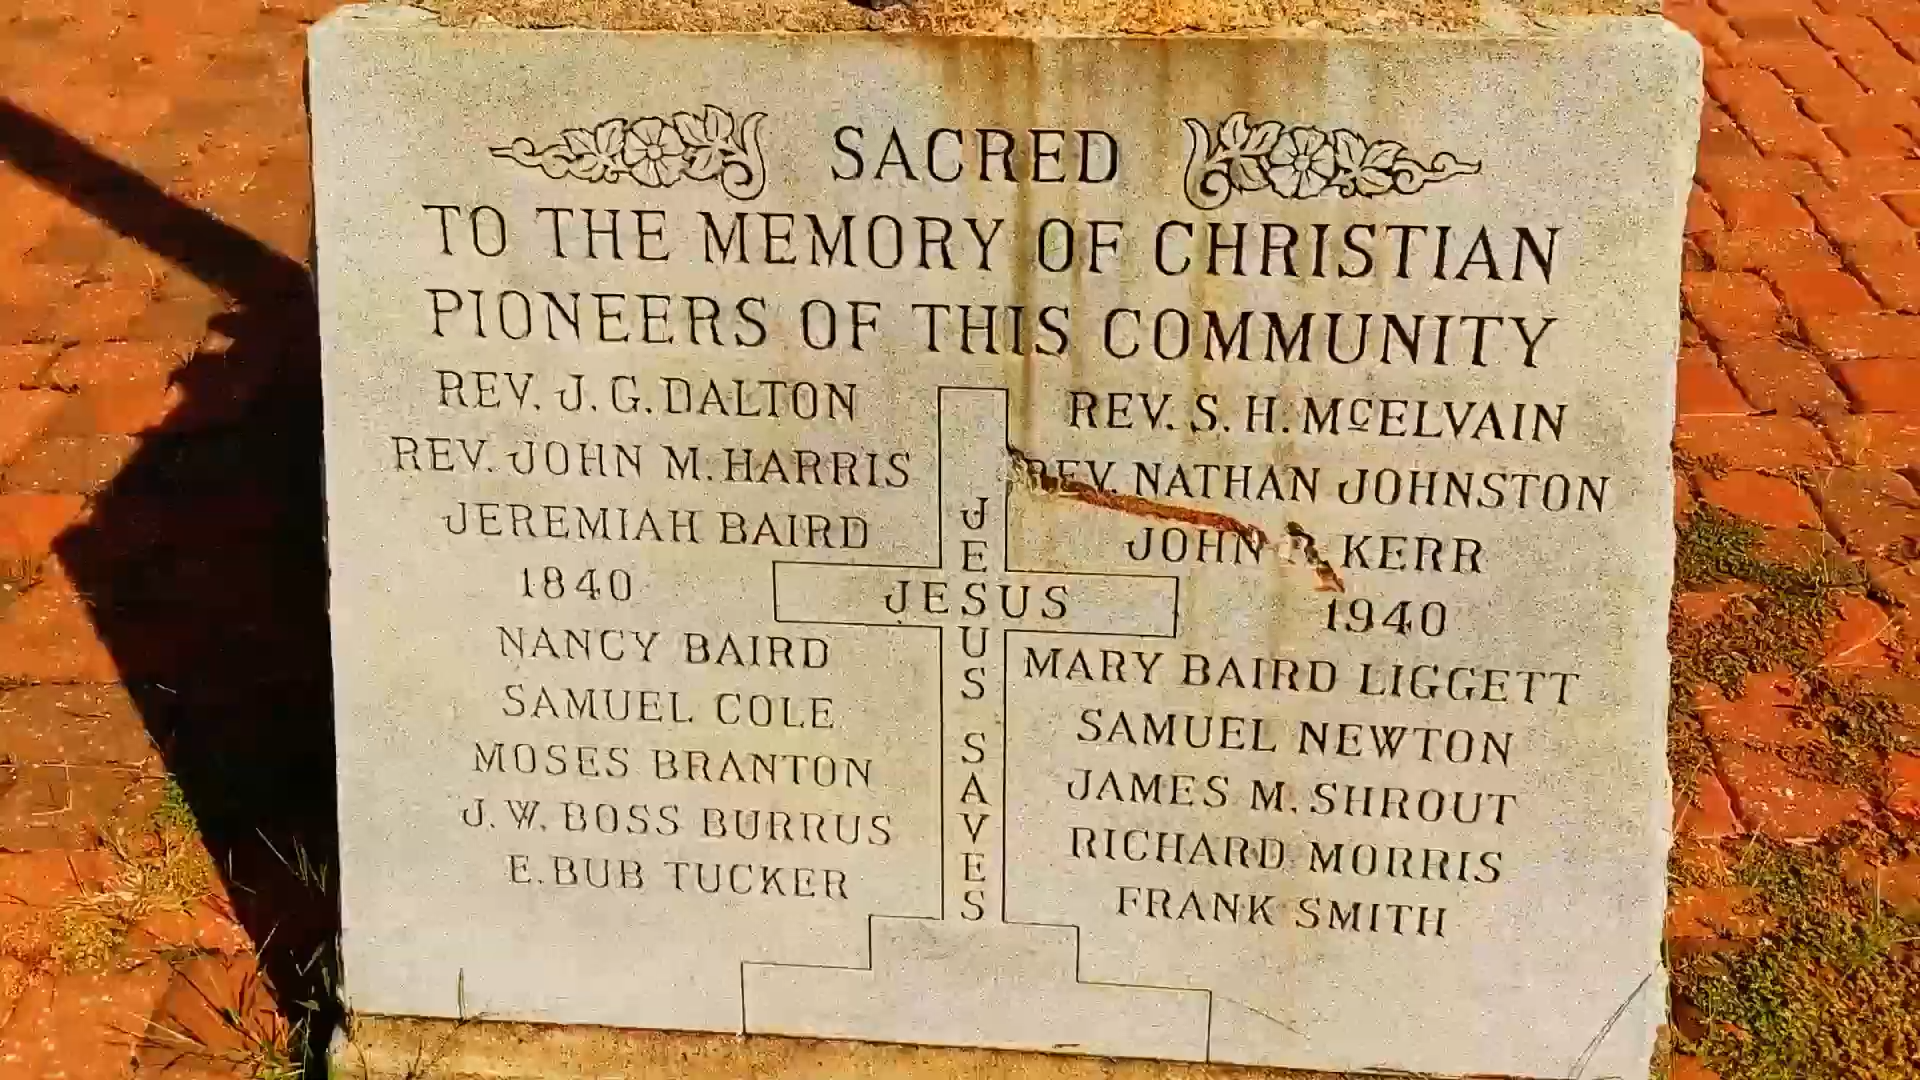 SACRED
TO THE MEMORY OF CHRISTIAN
PIONEERS OF THIS COMMUNITY
REV. J. G. DALTON
REV. JOHN M. HARRIS
JEREMIAH BAIRD
1840
NANCY BAIRD
SAMUEL COLE
MOSES BRANTON
J. W. BOSS BURRUS
E. BUB TUCKER
JESUS
JESUS SAVES
REV. S. H. McELVAIN
REV. NATHAN JOHNSTON
JOHN R. KERR
1940
MARY BAIRD LIGGETT
SAMUEL NEWTON
JAMES M. SHROUT
RICHARD MORRIS
FRANK SMITH